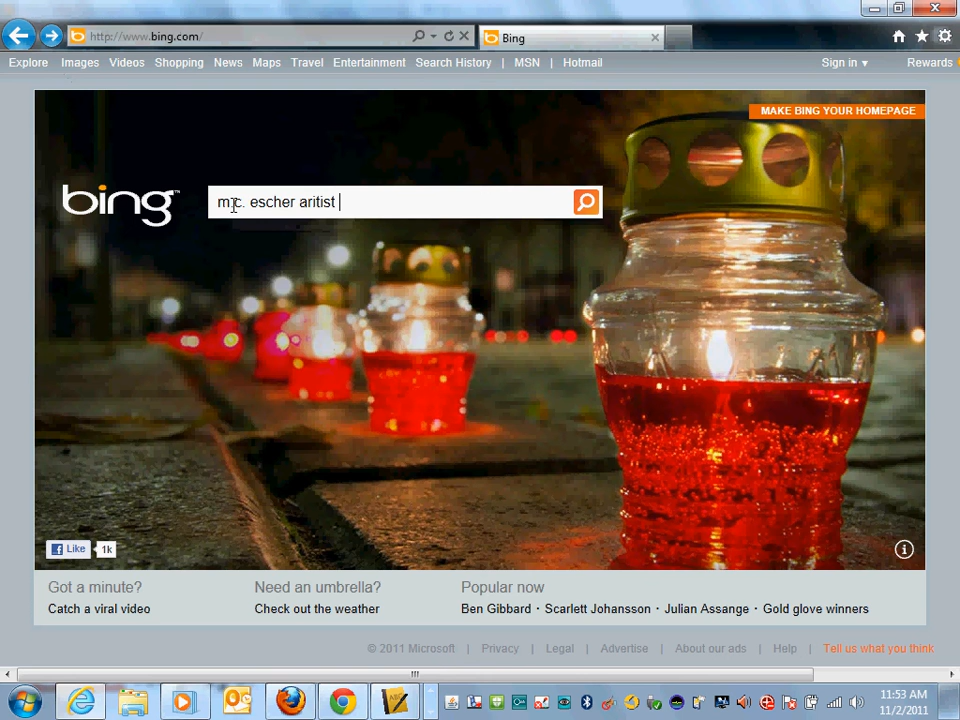 http://www.bing.com/
Bing
Explore Images Videos Shopping News Maps Travel Entertainment Search History | MSN | Hotmail
Sign in Rewards
MAKE BING YOUR HOMEPAGE
bing™
m.c. escher aritist
Like 1k
Got a minute?
Catch a viral video
Need an umbrella?
Check out the weather
Popular now
Ben Gibbard · Scarlett Johansson · Julian Assange · Gold glove winners
© 2011 Microsoft | Privacy | Legal | Advertise | About our ads | Help | Tell us what you think
11:53 AM
11/2/2011